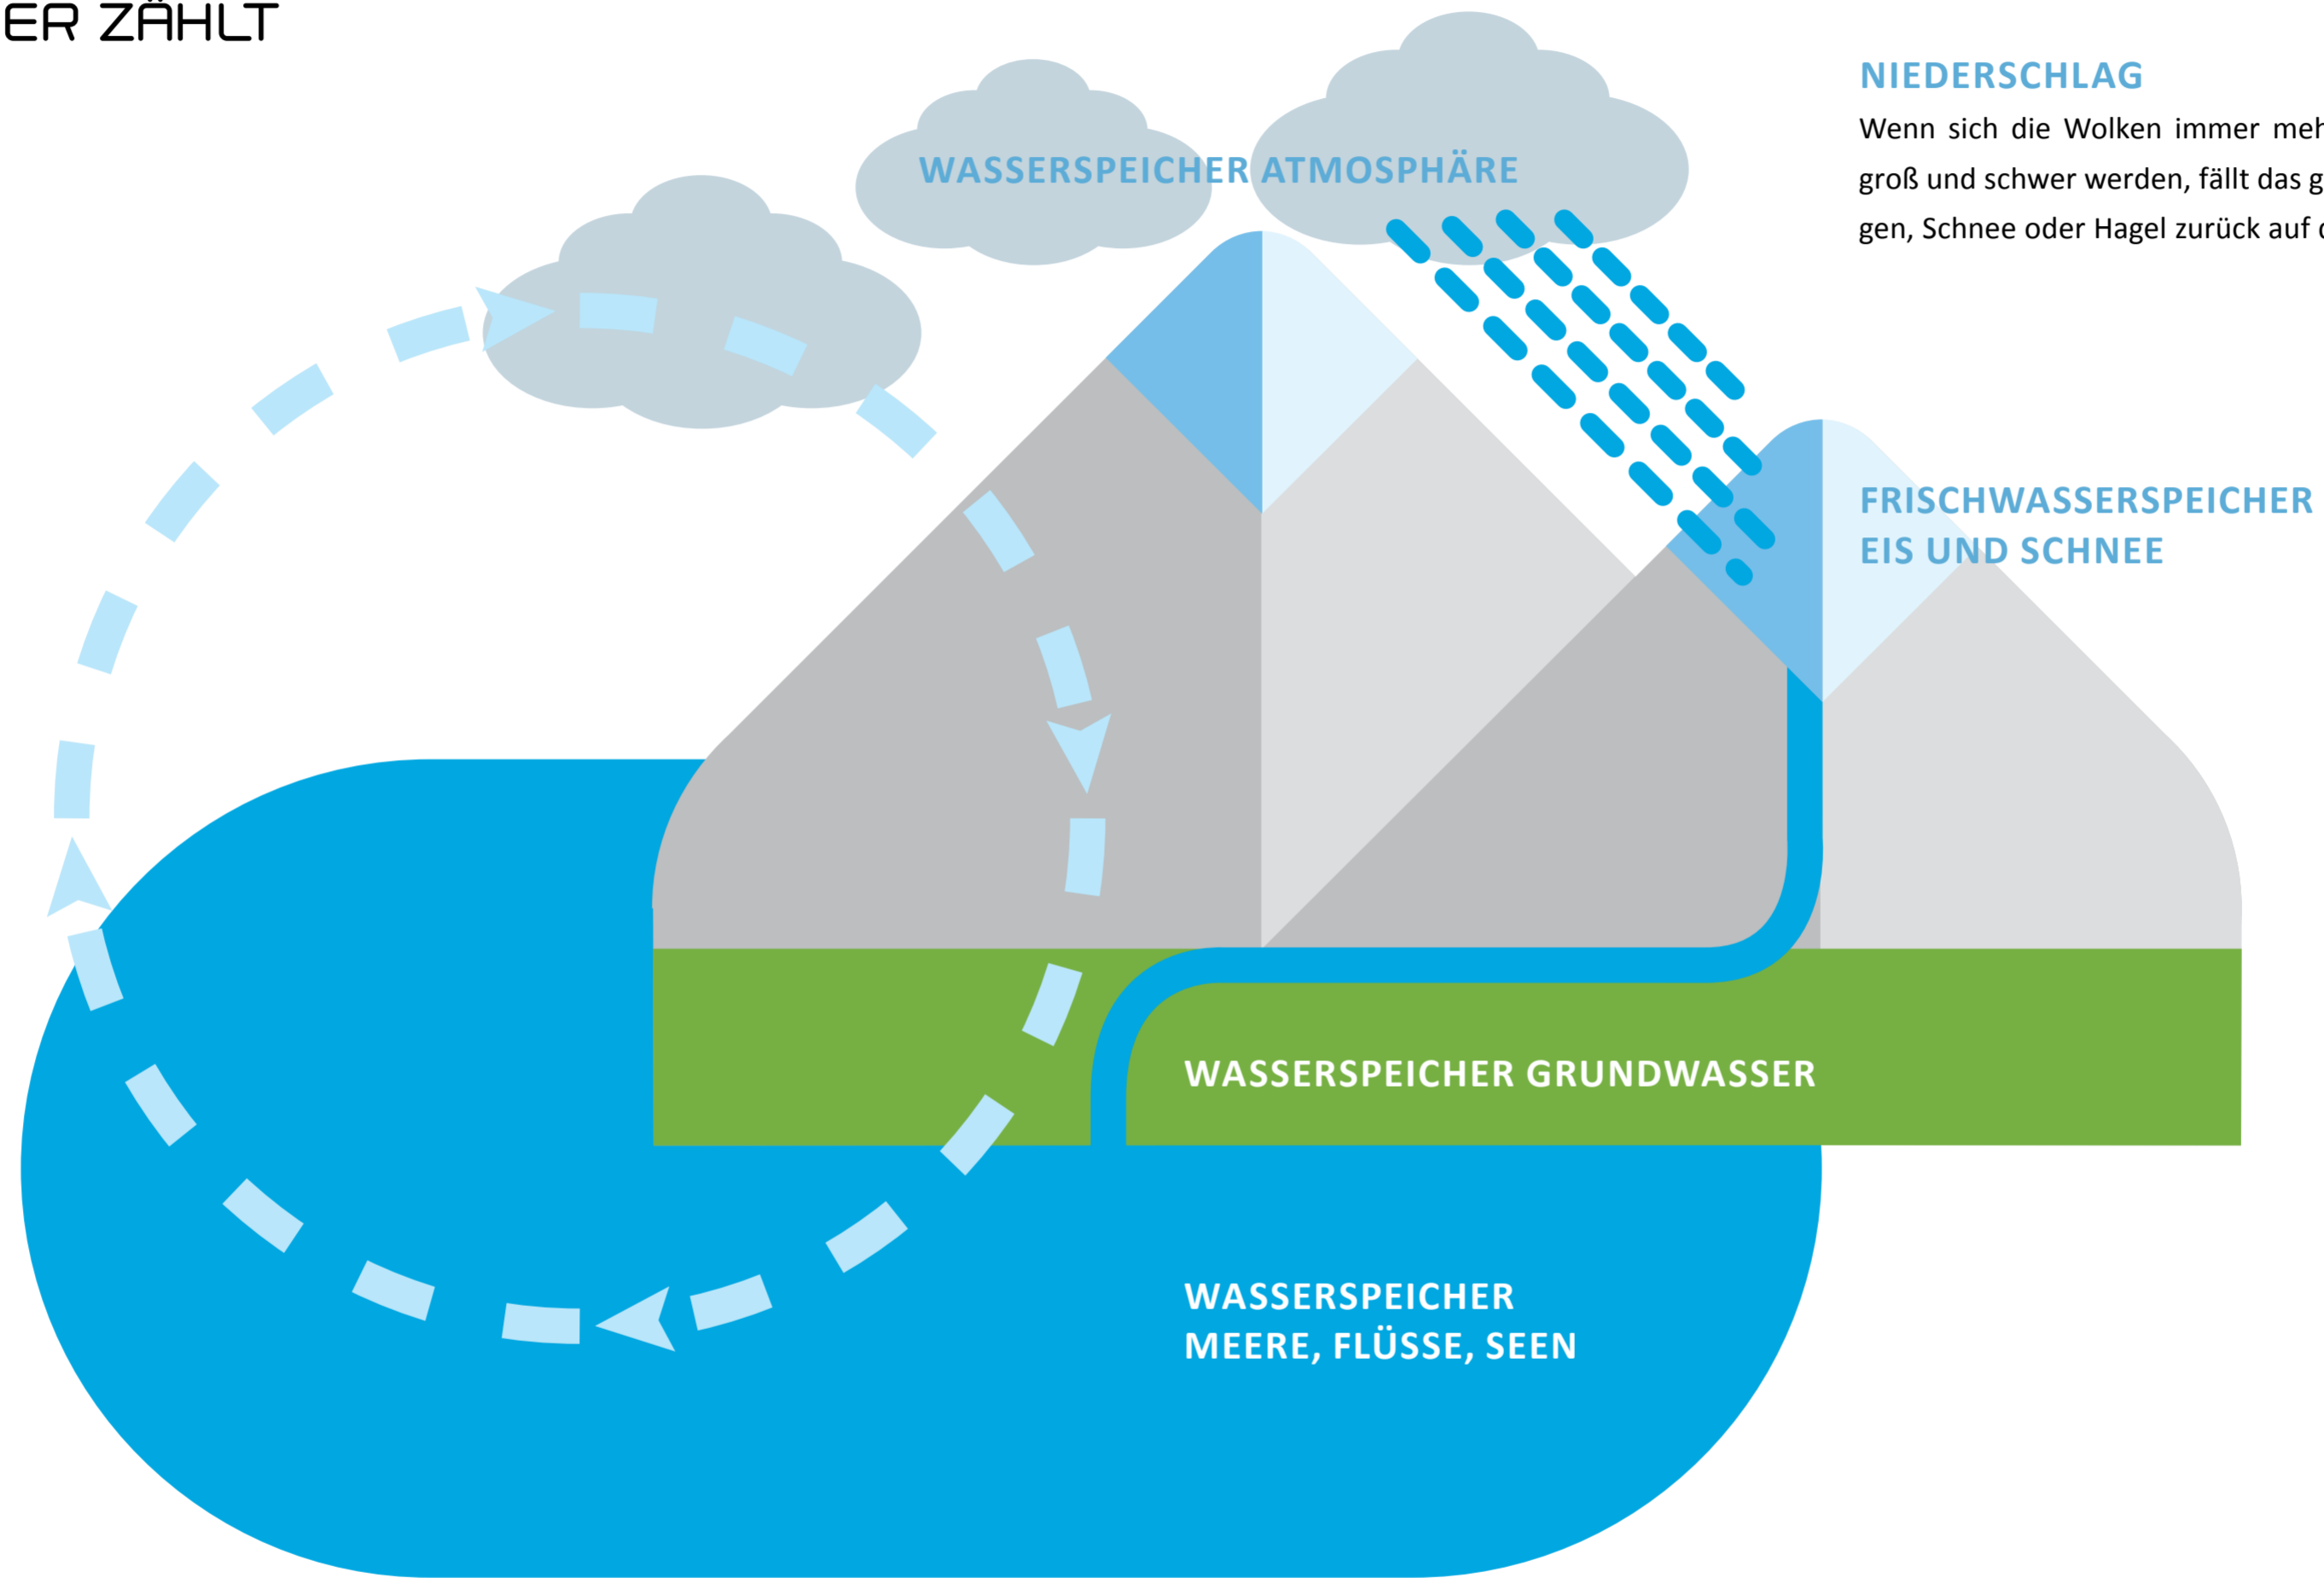 ER ZÄHLT
NIEDERSCHLAG
Wenn sich die Wolken immer meh
groß und schwer werden, fällt das g
gen, Schnee oder Hagel zurück auf d
WASSERSPEICHER ATMOSPHÄRE
FRISCHWASSERSPEICHER
EIS UND SCHNEE
WASSERSPEICHER GRUNDWASSER
WASSERSPEICHER
MEERE, FLÜSSE, SEEN